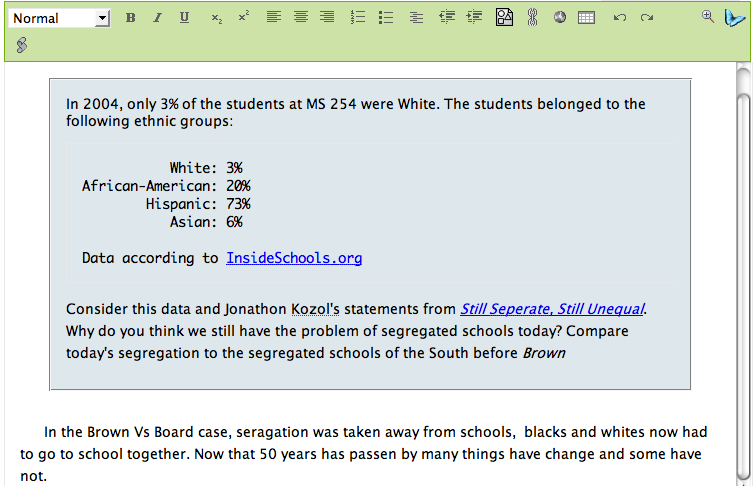 Normal B I U x₂ x²
In 2004, only 3% of the students at MS 254 were White. The students belonged to the
following ethnic groups:
White: 3%
African-American: 20%
Hispanic: 73%
Asian: 6%
Data according to InsideSchools.org
Consider this data and Jonathon Kozol's statements from Still Seperate, Still Unequal.
Why do you think we still have the problem of segregated schools today? Compare
today's segregation to the segregated schools of the South before Brown
In the Brown Vs Board case, seragation was taken away from schools, blacks and whites now had
to go to school together. Now that 50 years has passen by many things have change and some have
not.